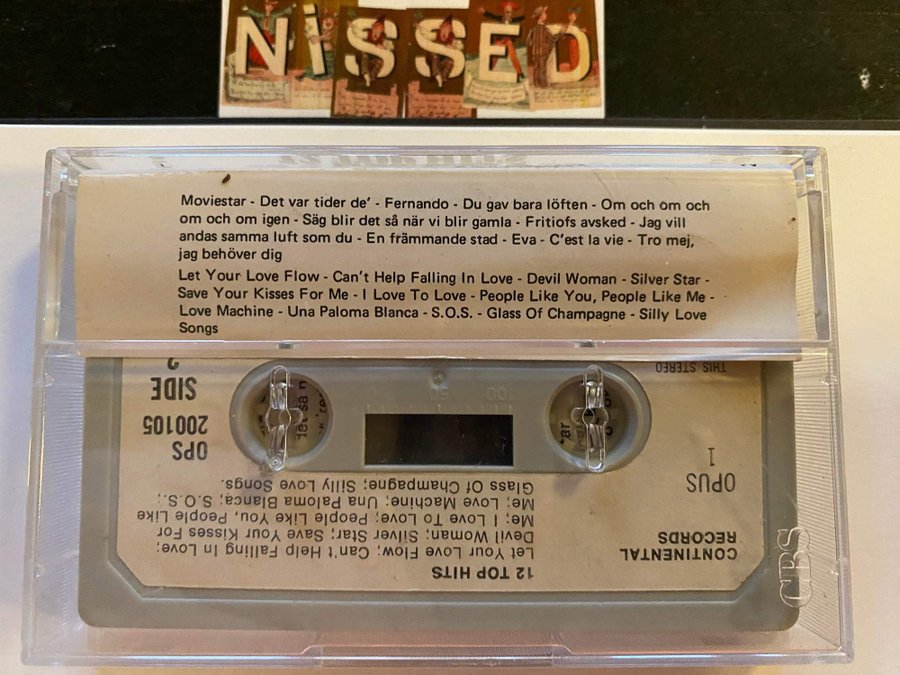 NiSSED
12 TOP HITS
Moviestar - Det var tider de' - Fernando - Du gav bara löften - Om och om och
om och om igen - Säg blir det så när vi blir gamla - Fritiofs avsked - Jag vill
andas samma luft som du - En främmande stad - Eva - C'est la vie - Tro mej,
jag behöver dig
Let Your Love Flow - Can't Help Falling In Love - Devil Woman - Silver Star -
Save Your Kisses For Me - I Love To Love - People Like You, People Like Me -
Love Machine - Una Paloma Blanca - S.O.S. - Glass Of Champagne - Silly Love
Songs
12 TOP HITS
Let Your Love Flow; Can't Help Falling In Love;
Devil Woman; Silver Star; Save Your Kisses For
Me; I Love To Love; People Like You, People Like
Me; Love Machine; Una Paloma Blanca; S.O.S.;
Glass Of Champagne; Silly Love Songs.
CONTINENTAL
RECORDS
OPUS
1
OPS
200105
SIDE
2
THIS STEREO
100 50
CBS